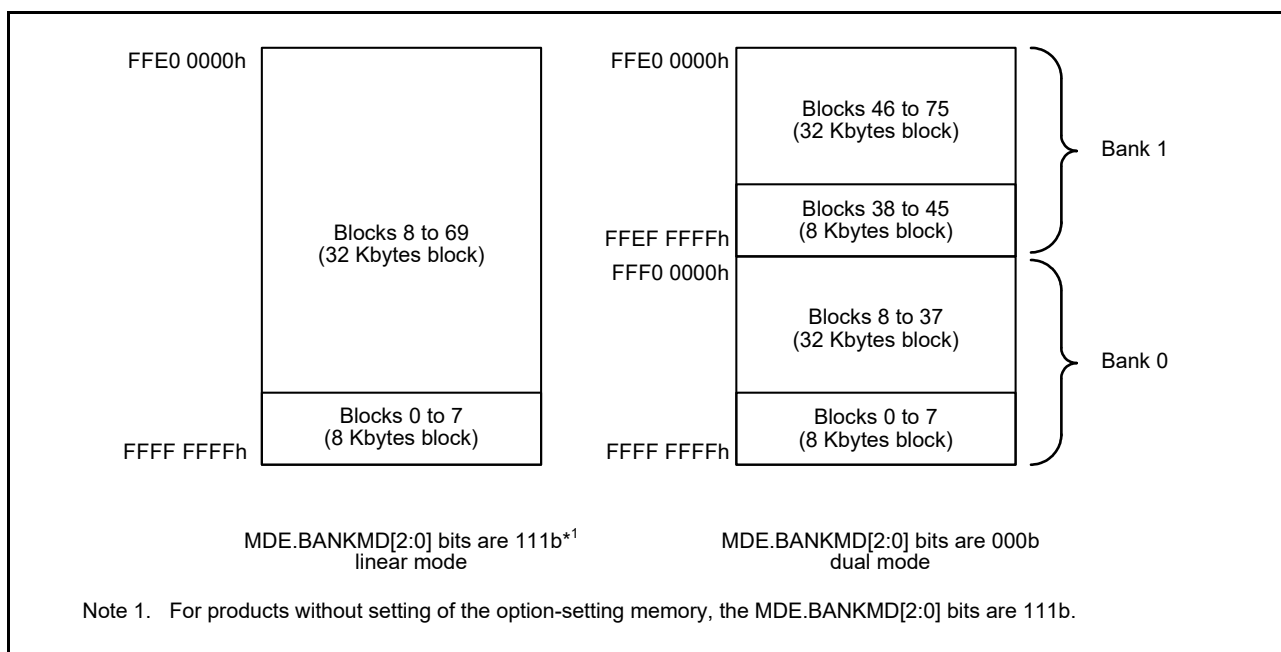 FFE0 0000h
Blocks 8 to 69
(32 Kbytes block)
Blocks 0 to 7
(8 Kbytes block)
FFFF FFFFh
MDE.BANKMD[2:0] bits are 111b*1
linear mode
FFE0 0000h
Blocks 46 to 75
(32 Kbytes block)
Bank 1
Blocks 38 to 45
(8 Kbytes block)
FFEF FFFFh
FFF0 0000h
Blocks 8 to 37
(32 Kbytes block)
Bank 0
Blocks 0 to 7
(8 Kbytes block)
FFFF FFFFh
MDE.BANKMD[2:0] bits are 000b
dual mode
Note 1. For products without setting of the option-setting memory, the MDE.BANKMD[2:0] bits are 111b.